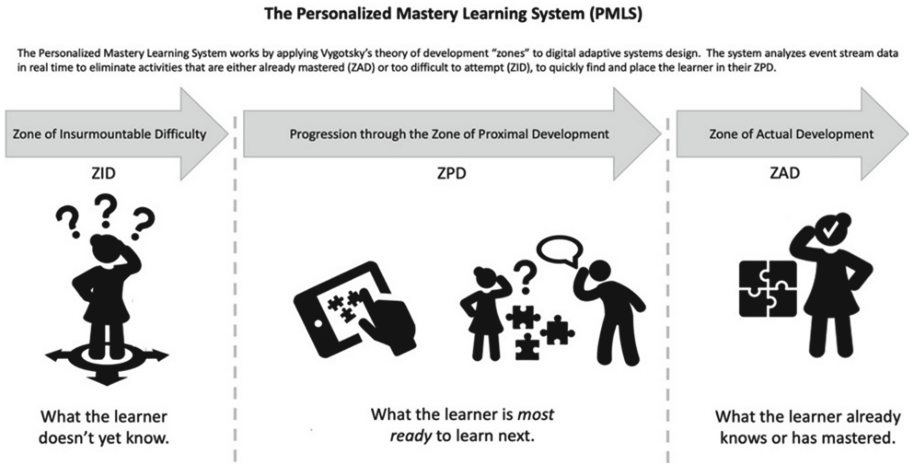 The Personalized Mastery Learning System (PMLS)
The Personalized Mastery Learning System works by applying Vygotsky's theory of development "zones" to digital adaptive systems design. The system analyzes event stream data
in real time to eliminate activities that are either already mastered (ZAD) or too difficult to attempt (ZID), to quickly find and place the learner in their ZPD.
Zone of Insurmountable Difficulty
Progression through the Zone of Proximal Development
Zone of Actual Development
ZID
ZPD
ZAD
? ? ?
?
What the learner
doesn't yet know.
What the learner is most
ready to learn next.
What the learner already
knows or has mastered.